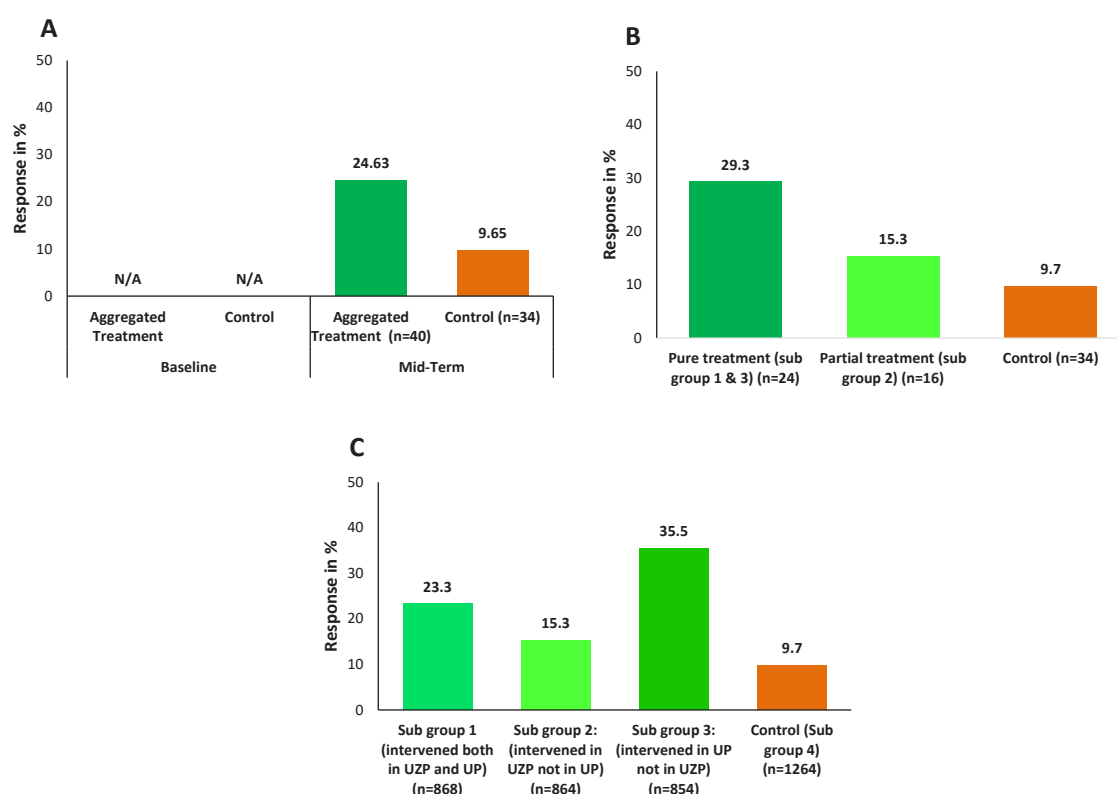 A
Response in %
50
40
30
20
10
0
N/A
N/A
24.63
9.65
Aggregated
Treatment
Control
Aggregated
Treatment (n=40)
Control (n=34)
Baseline
Mid-Term
B
Response in %
50
40
30
20
10
0
29.3
15.3
9.7
Pure treatment (sub
group 1 & 3) (n=24)
Partial treatment (sub
group 2) (n=16)
Control (n=34)
C
Response in %
50
40
30
20
10
0
23.3
15.3
35.5
9.7
Sub group 1
(intervened both
in UZP and UP)
(n=868)
Sub group 2:
(intervened in
UZP not in UP)
(n=864)
Sub group 3:
(intervened in UP
not in UZP)
(n=854)
Control (Sub
group 4)
(n=1264)